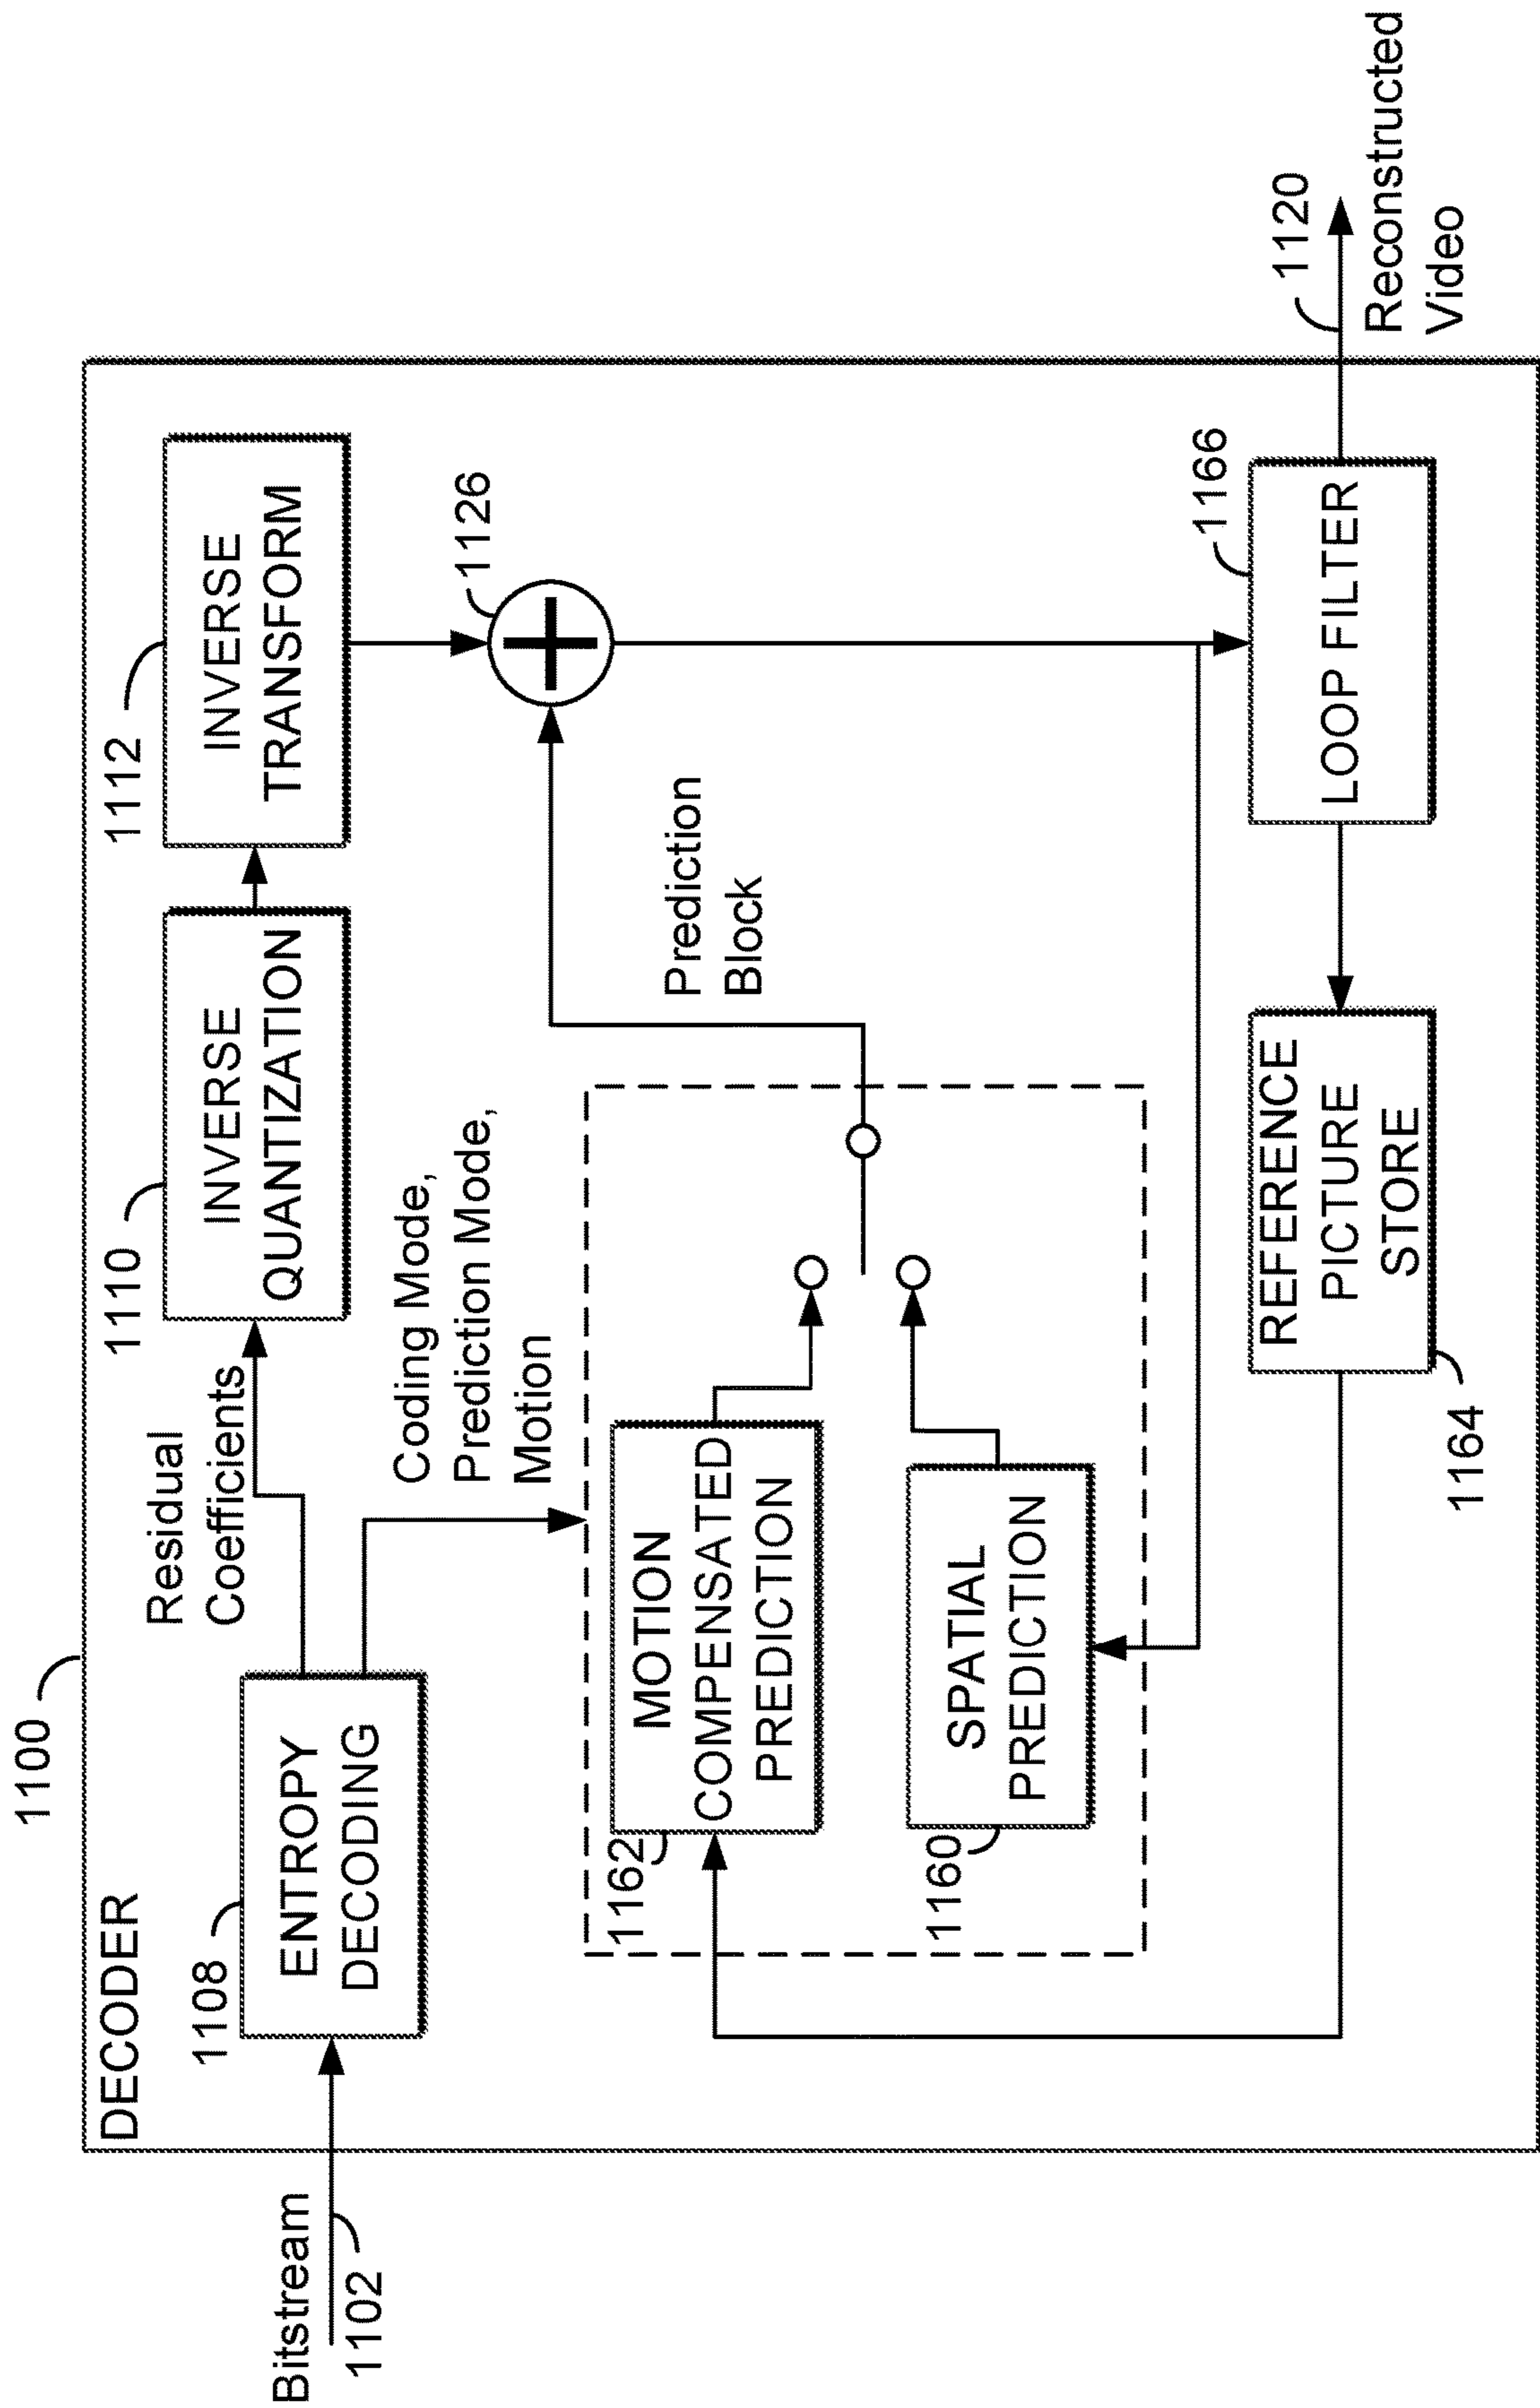 1100
DECODER
Bitstream
1102
1108
ENTROPY
DECODING
Residual
Coefficients
1110
INVERSE
QUANTIZATION
1112
INVERSE
TRANSFORM
Coding Mode,
Prediction Mode,
Motion
1126
1162
MOTION
COMPENSATED
PREDICTION
Prediction
Block
1160
SPATIAL
PREDICTION
1164
REFERENCE
PICTURE
STORE
1166
LOOP FILTER
1120
Reconstructed
Video